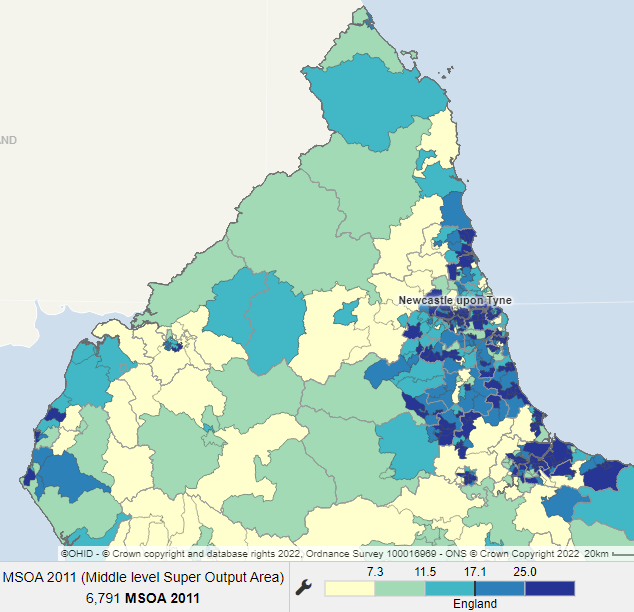 ND
Newcastle upon Tyne
©OHID - © Crown copyright and database rights 2022, Ordnance Survey 100016969 - ONS © Crown Copyright 2022 20km
MSOA 2011 (Middle level Super Output Area)
6,791 MSOA 2011
7.3 11.5 17.1 25.0
England